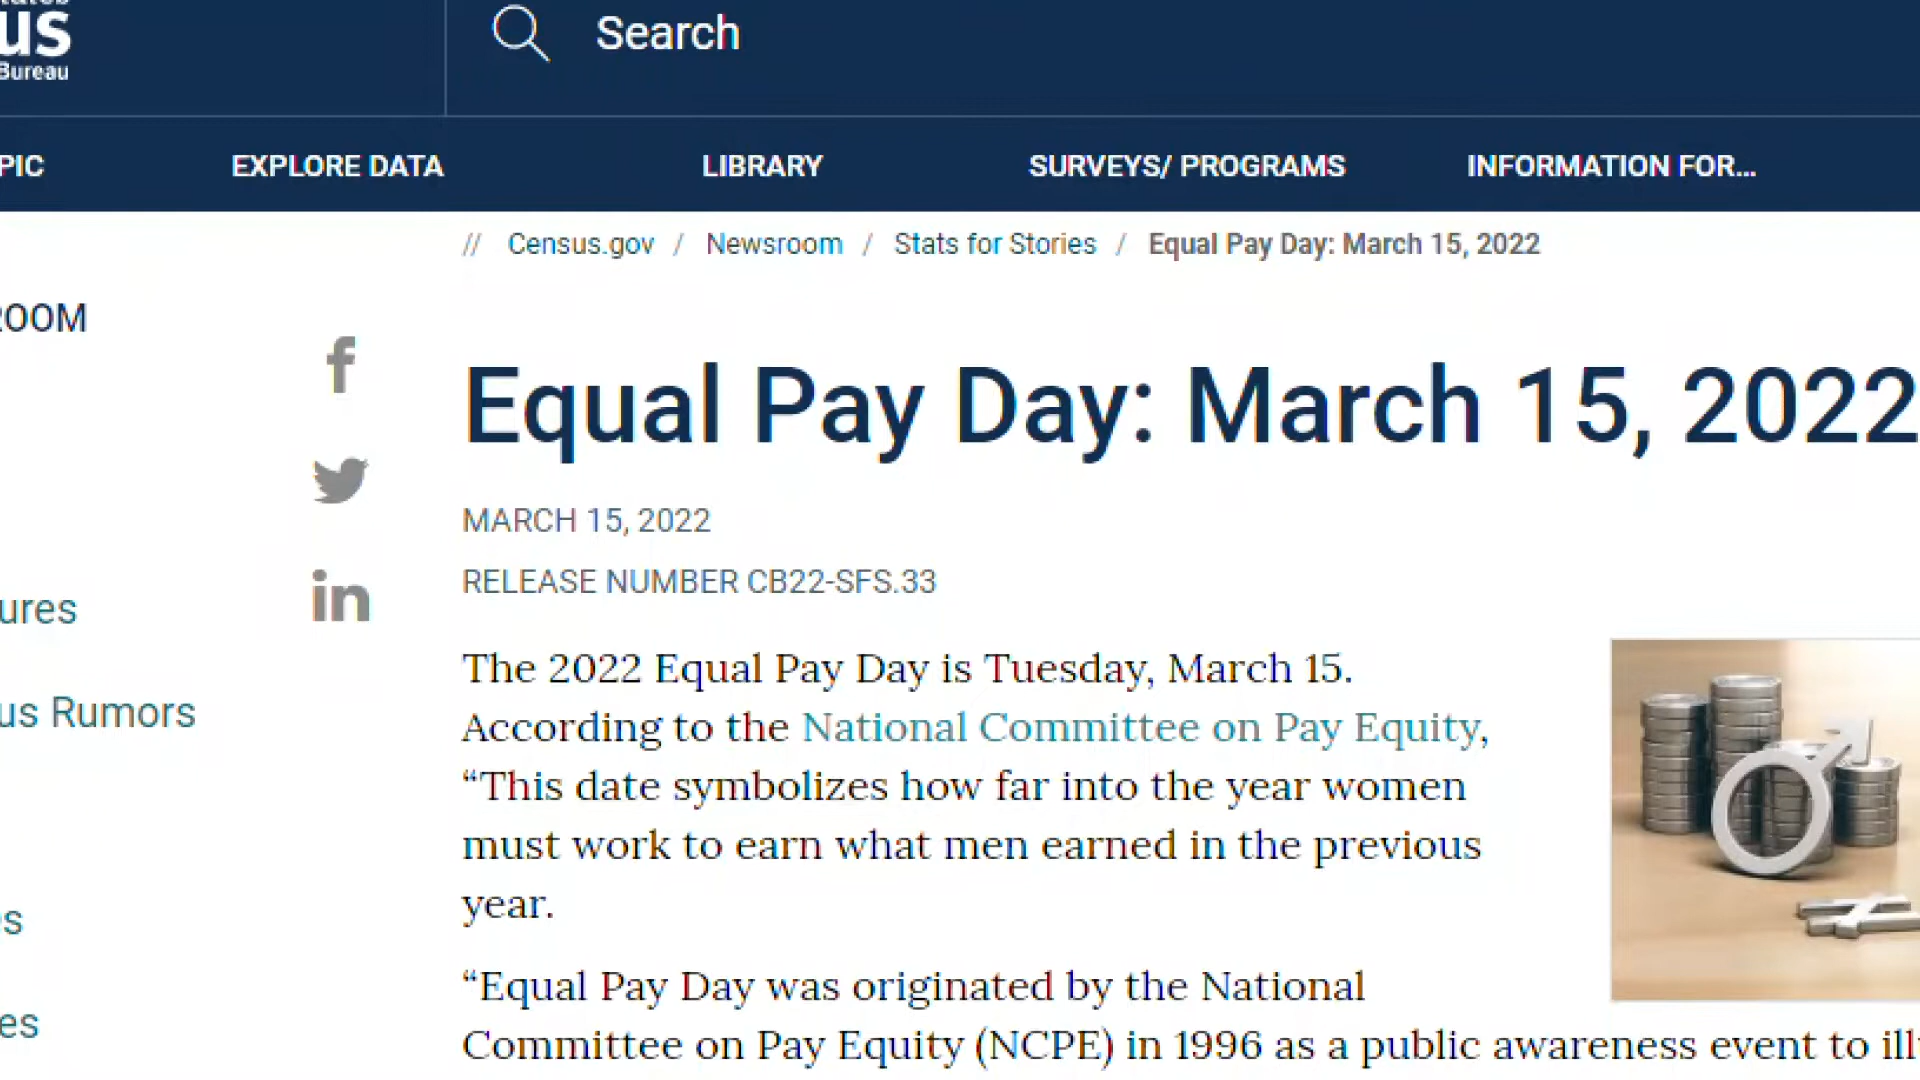 us
Bureau
Search
PIC
EXPLORE DATA
LIBRARY
SURVEYS/ PROGRAMS
INFORMATION FOR...
// Census.gov / Newsroom / Stats for Stories / Equal Pay Day: March 15, 2022
OOM
Equal Pay Day: March 15, 2022
MARCH 15, 2022
RELEASE NUMBER CB22-SFS.33
ures
us Rumors
s
es
The 2022 Equal Pay Day is Tuesday, March 15.
According to the National Committee on Pay Equity,
“This date symbolizes how far into the year women
must work to earn what men earned in the previous
year.
“Equal Pay Day was originated by the National
Committee on Pay Equity (NCPE) in 1996 as a public awareness event to ill